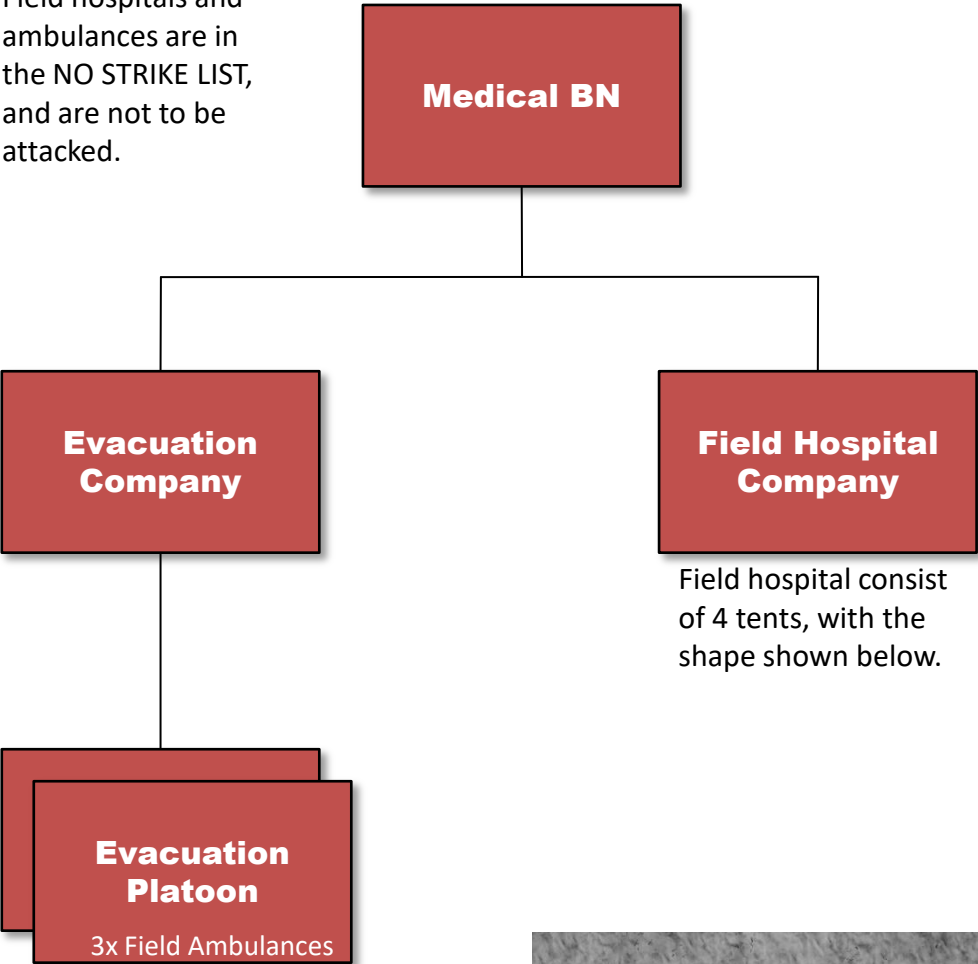 Field hospitals and
ambulances are in
the NO STRIKE LIST,
and are not to be
attacked.
Medical BN
Evacuation
Company
Field Hospital
Company
Field hospital consist
of 4 tents, with the
shape shown below.
Evacuation
Platoon
3x Field Ambulances